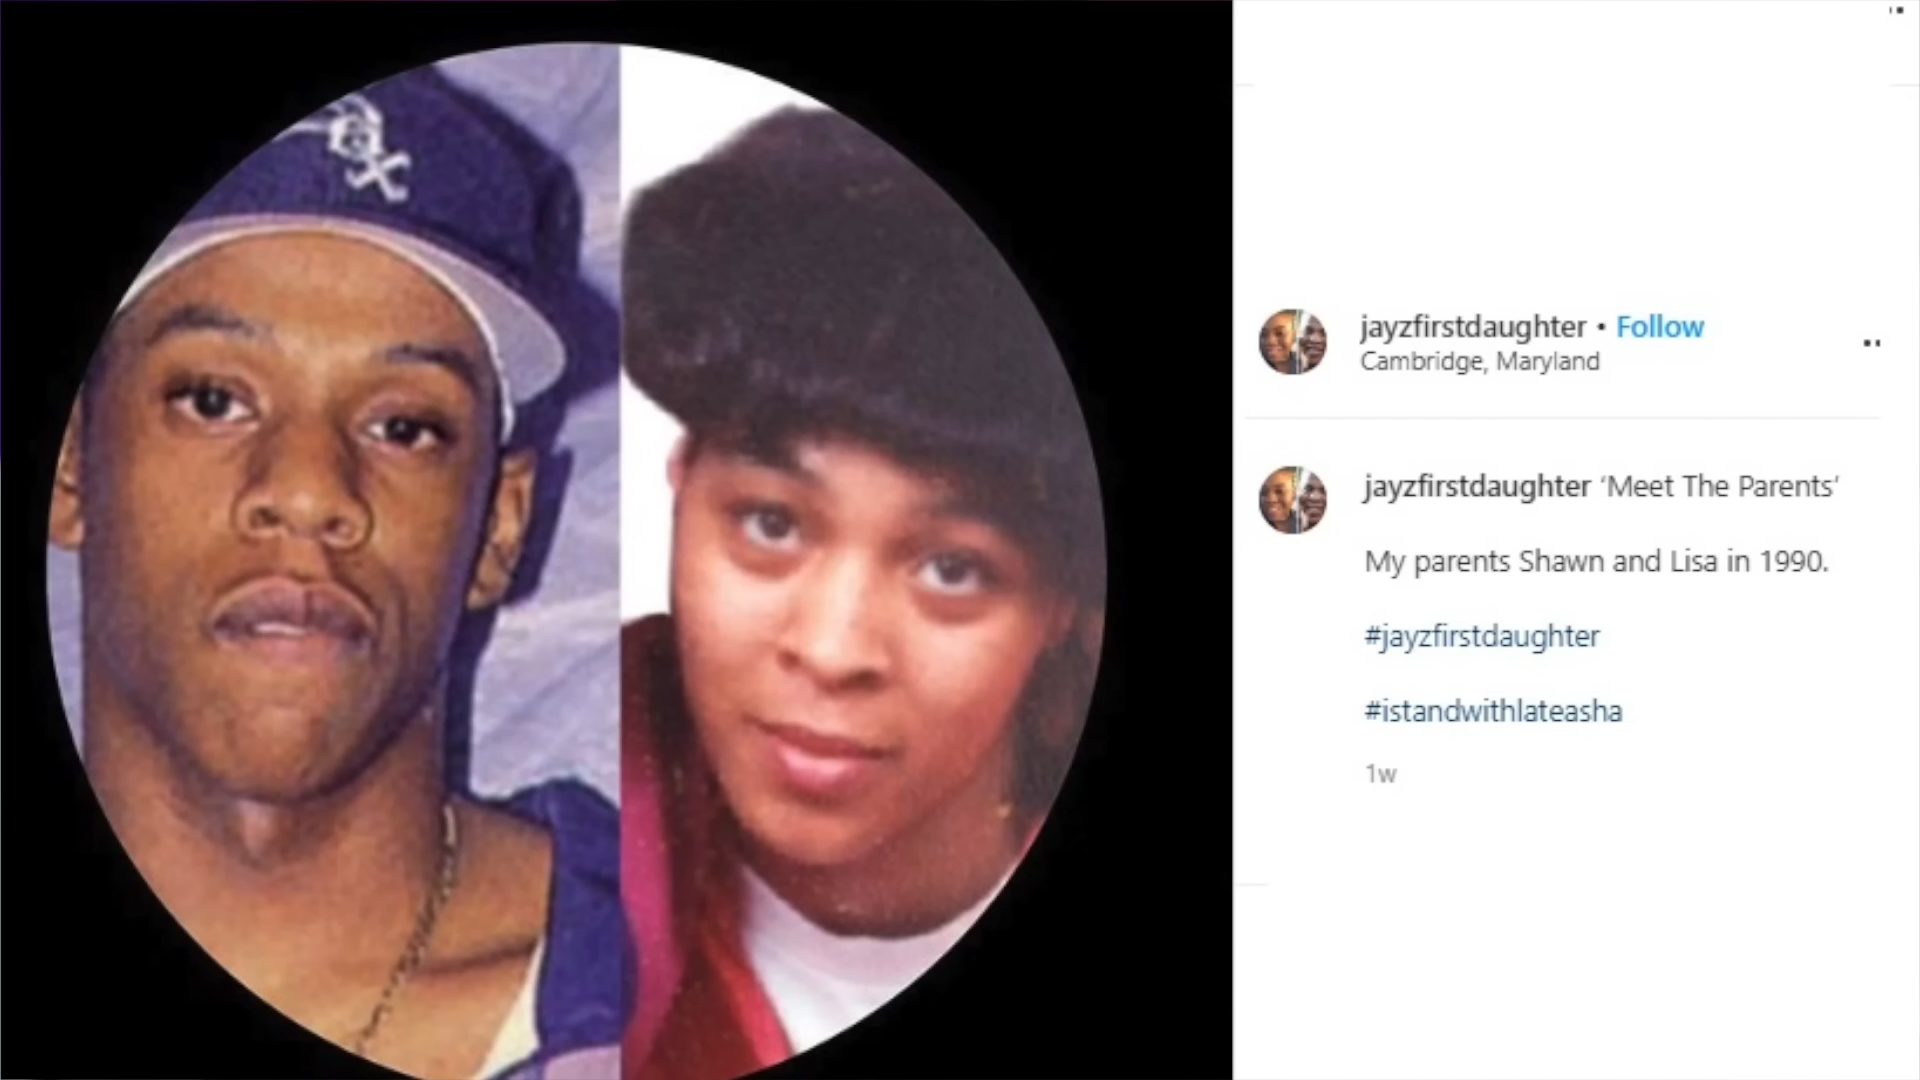 jayzfirstdaughter • Follow
Cambridge, Maryland
jayzfirstdaughter ‘Meet The Parents’
My parents Shawn and Lisa in 1990.
#jayzfirstdaughter
#istandwithlateasha
1w